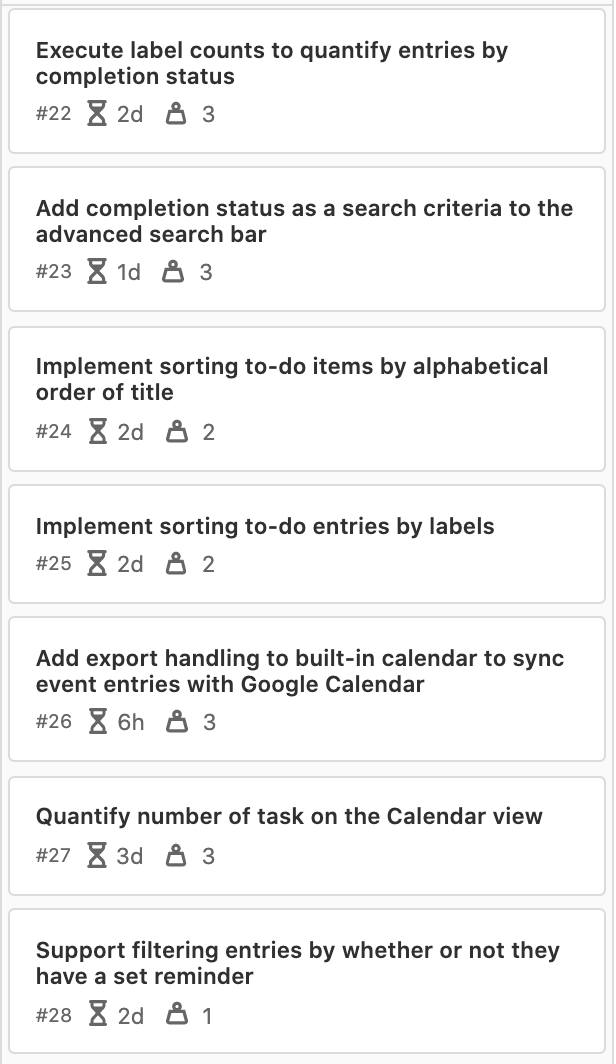 Execute label counts to quantify entries by
completion status
#22 2d 3
Add completion status as a search criteria to the
advanced search bar
#23 1d 3
Implement sorting to-do items by alphabetical
order of title
#24 2d 2
Implement sorting to-do entries by labels
#25 2d 2
Add export handling to built-in calendar to sync
event entries with Google Calendar
#26 6h 3
Quantify number of task on the Calendar view
#27 3d 3
Support filtering entries by whether or not they
have a set reminder
#28 2d 1